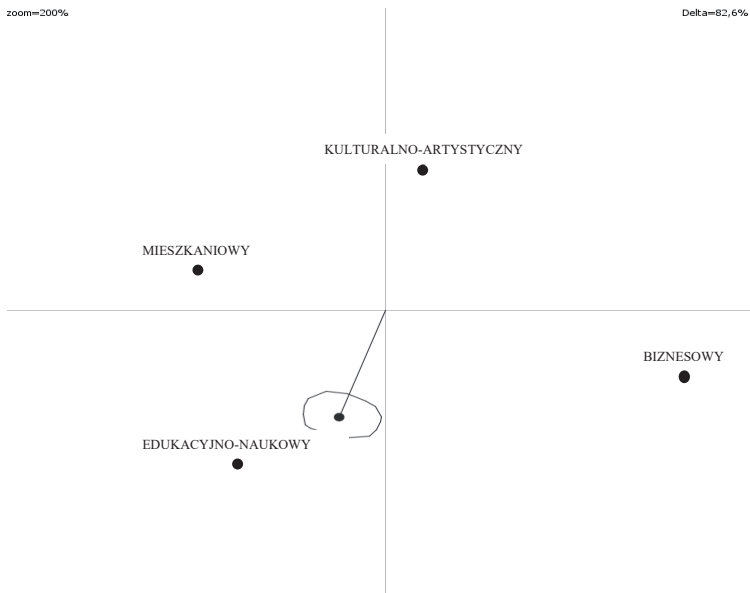 zoom=200%
Delta=82,6%
KULTURALNO-ARTYSTYCZNY
MIESZKANIOWY
BIZNESOWY
EDUKACYJNO-NAUKOWY